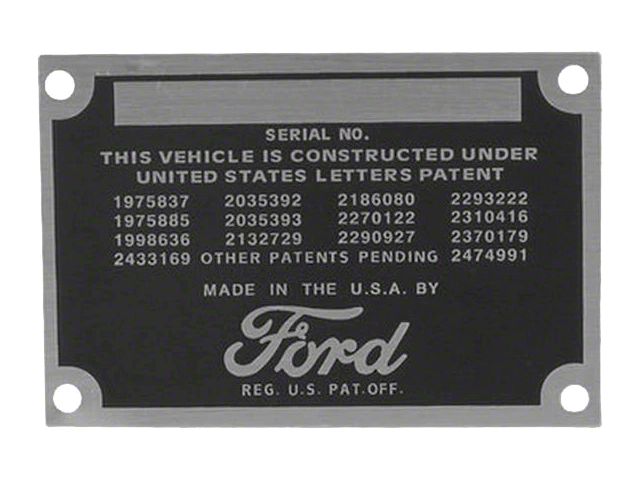 SERIAL NO.
THIS VEHICLE IS CONSTRUCTED UNDER
UNITED STATES LETTERS PATENT
1975837 2035392 2186080 2293222
1975885 2035393 2270122 2310416
1998636 2132729 2290927 2370179
2433169 OTHER PATENTS PENDING 2474991
MADE IN THE U.S.A. BY
Ford
REG. U.S. PAT. OFF.